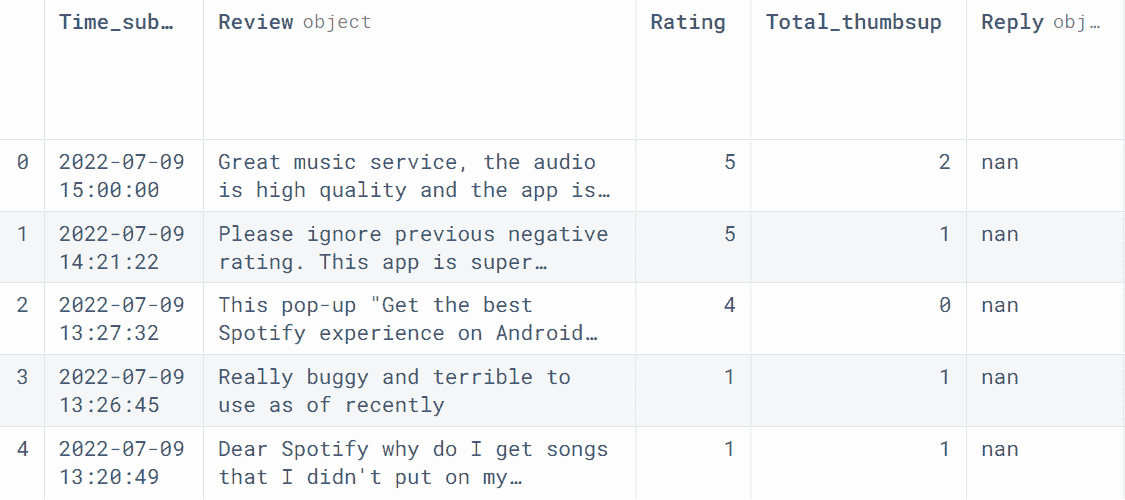 Time_sub… Review object Rating Total_thumbsup Reply obj…
0 2022-07-09 15:00:00 Great music service, the audio is high quality and the app is… 5 2 nan
1 2022-07-09 14:21:22 Please ignore previous negative rating. This app is super… 5 1 nan
2 2022-07-09 13:27:32 This pop-up "Get the best Spotify experience on Android… 4 0 nan
3 2022-07-09 13:26:45 Really buggy and terrible to use as of recently 1 1 nan
4 2022-07-09 13:20:49 Dear Spotify why do I get songs that I didn't put on my… 1 1 nan